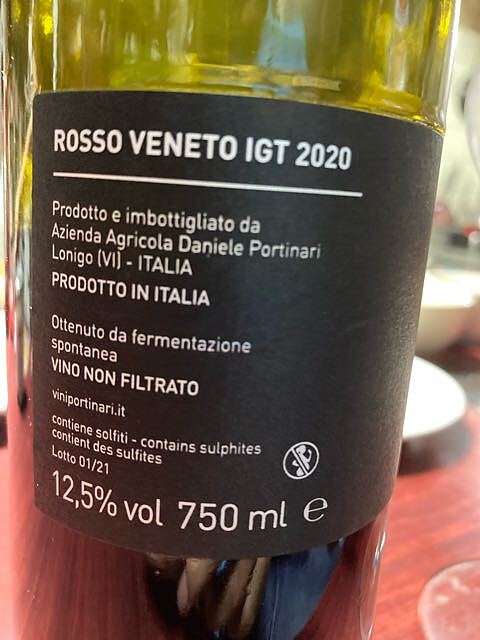 ROSSO VENETO IGT 2020
Prodotto e imbottigliato da
Azienda Agricola Daniele Portinari
Lonigo (VI) - ITALIA
PRODOTTO IN ITALIA
Ottenuto da fermentazione
spontanea
VINO NON FILTRATO
viniportinari.it
contiene solfiti - contains sulphites
contient des sulfites
Lotto 01/21
12,5% vol 750 ml e